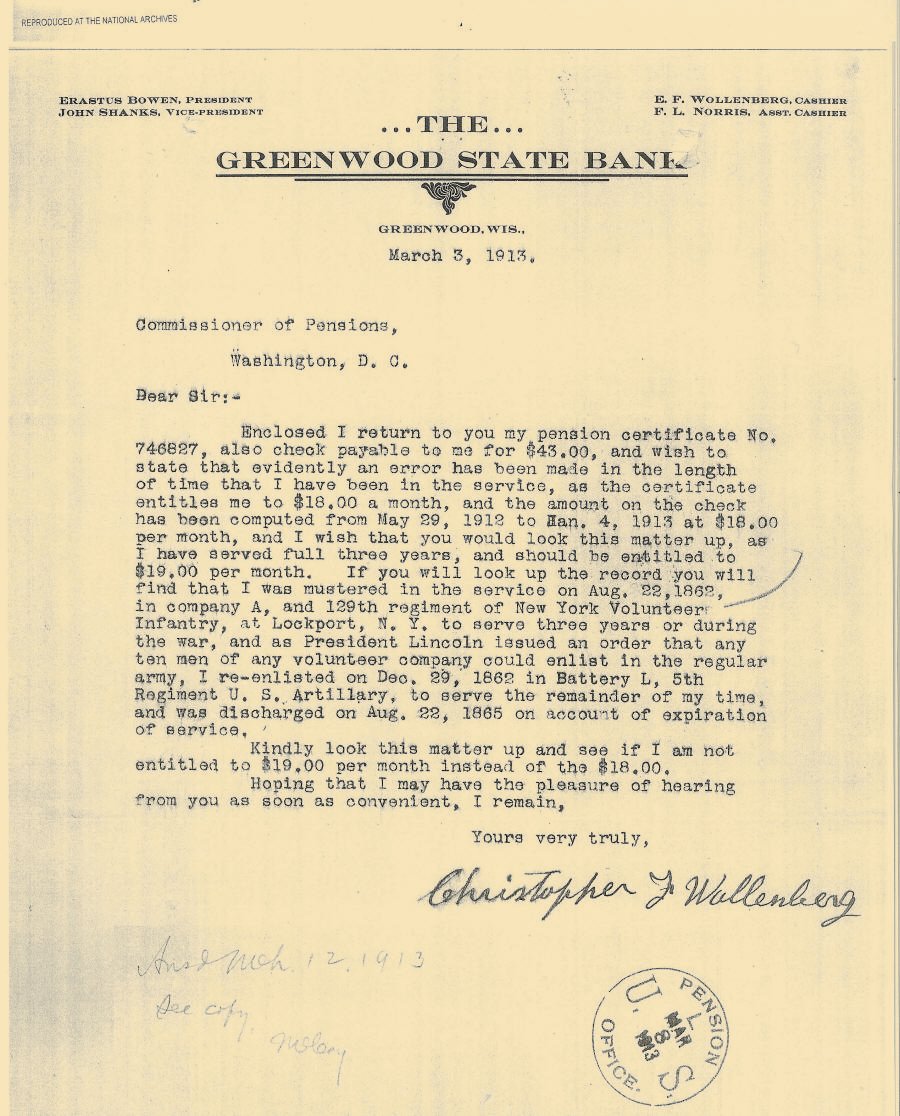 REPRODUCED AT THE NATIONAL ARCHIVES
ERASTUS BOWEN, PRESIDENT
JOHN SHANKS, VICE-PRESIDENT
E. F. WOLLENBERG, CASHIER
F. L. NORRIS, ASST. CASHIER
...THE...
GREENWOOD STATE BANK
GREENWOOD, WIS.,
March 3, 1913.
Commissioner of Pensions,
Washington, D. C.
Dear Sir:-
Enclosed I return to you my pension certificate No.
746827, also check payable to me for $43.00, and wish to
state that evidently an error has been made in the length
of time that I have been in the service, as the certificate
entitles me to $18.00 a month, and the amount on the check
has been computed from May 29, 1912 to Han. 4, 1913 at $18.00
per month, and I wish that you would look this matter up, as
I have served full three years, and should be entitled to
$19.00 per month. If you will look up the record you will
find that I was mustered in the service on Aug. 22,1862,
in company A, and 129th regiment of New York Volunteer
Infantry, at Lockport, N. Y. to serve three years or during
the war, and as President Lincoln issued an order that any
ten men of any volunteer company could enlist in the regular
army, I re-enlisted on Dec. 29, 1862 in Battery L, 5th
Regiment U. S. Artillary, to serve the remainder of my time,
and was discharged on Aug. 22, 1865 on account of expiration
of service.
Kindly look this matter up and see if I am not
entitled to $19.00 per month instead of the $18.00.
Hoping that I may have the pleasure of hearing
from you as soon as convenient, I remain,
Yours very truly,
Christopher F Wollenberg
Ansd Mch. 12. 1913
See copy
U. S. PENSION OFFICE.
L
MAR
8
1913